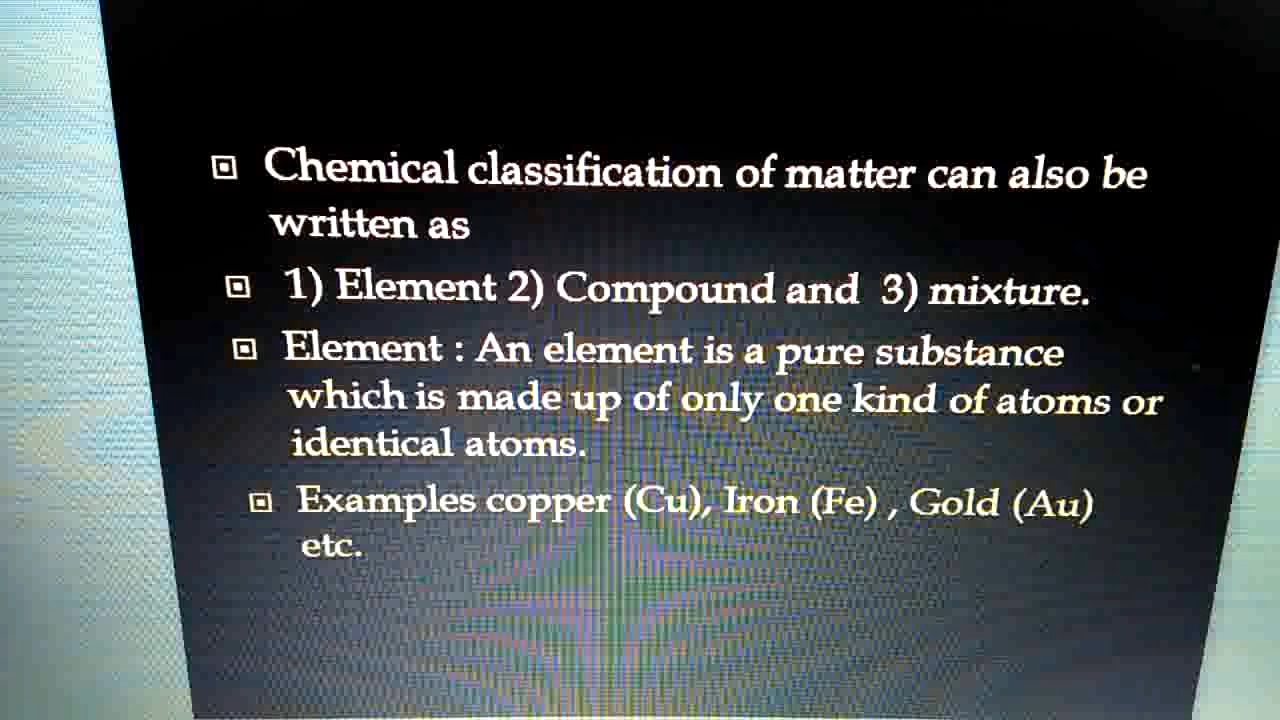 Chemical classification of matter can also be
written as
1) Element 2) Compound and 3) mixture.
Element : An element is a pure substance
which is made up of only one kind of atoms or
identical atoms.
Examples copper (Cu), Iron (Fe) , Gold (Au)
etc.